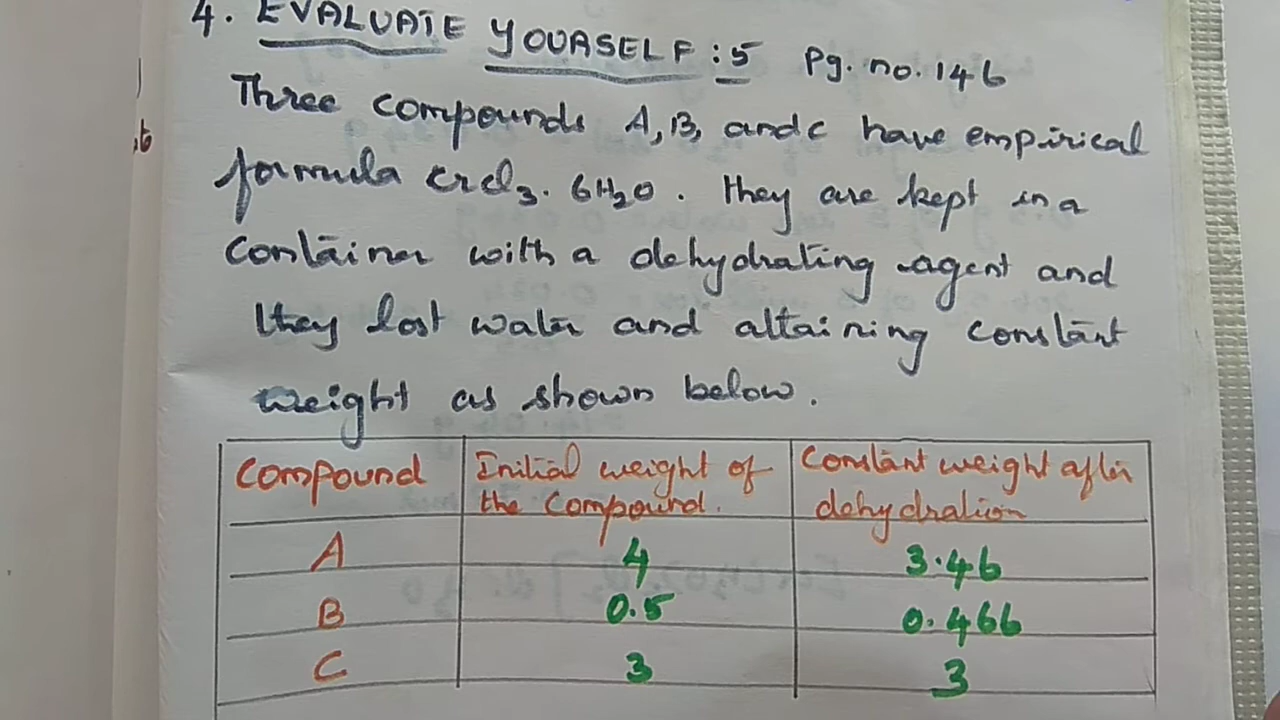 4. EVALUATE YOUASELF : 5 Pg. no. 146
Three compounds A, B, and c have empirical
formula crcl₃. 6H₂O. They are kept in a
container with a dehydrating agent and
they lost water and attaining constant
weight as shown below.
Compound Initial weight of the Compound. Constant weight after dehydration
A 4 3.46
B 0.5 0.466
C 3 3